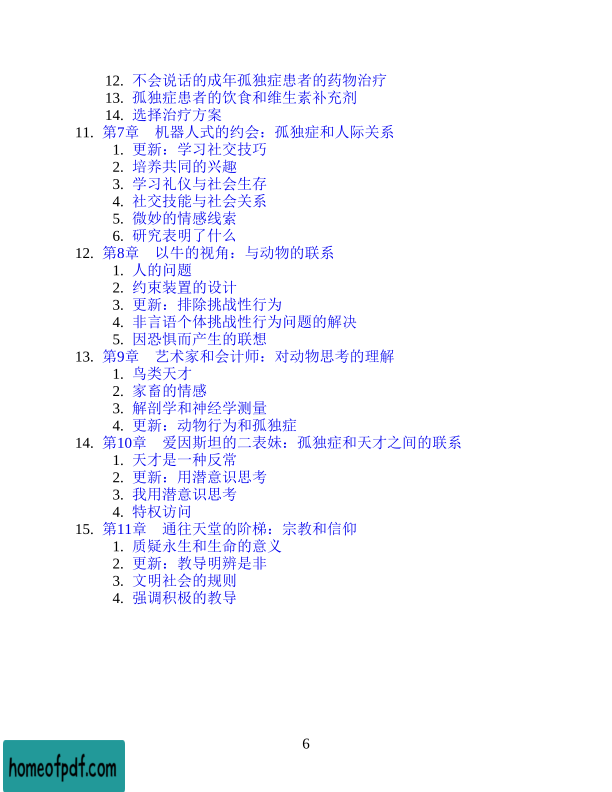 12. 不会说话的成年孤独症患者的药物治疗
13. 孤独症患者的饮食和维生素补充剂
14. 选择治疗方案
11. 第7章 机器人式的约会：孤独症和人际关系
1. 更新：学习社交技巧
2. 培养共同的兴趣
3. 学习礼仪与社会生存
4. 社交技能与社会关系
5. 微妙的情感线索
6. 研究表明了什么
12. 第8章 以牛的视角：与动物的联系
1. 人的问题
2. 约束装置的设计
3. 更新：排除挑战性行为
4. 非言语个体挑战性行为问题的解决
5. 因恐惧而产生的联想
13. 第9章 艺术家和会计师：对动物思考的理解
1. 鸟类天才
2. 家畜的情感
3. 解剖学和神经学测量
4. 更新：动物行为和孤独症
14. 第10章 爱因斯坦的二表妹：孤独症和天才之间的联系
1. 天才是一种反常
2. 更新：用潜意识思考
3. 我用潜意识思考
4. 特权访问
15. 第11章 通往天堂的阶梯：宗教和信仰
1. 质疑永生和生命的意义
2. 更新：教导明辨是非
3. 文明社会的规则
4. 强调积极的教导
6
homeofpdf.com